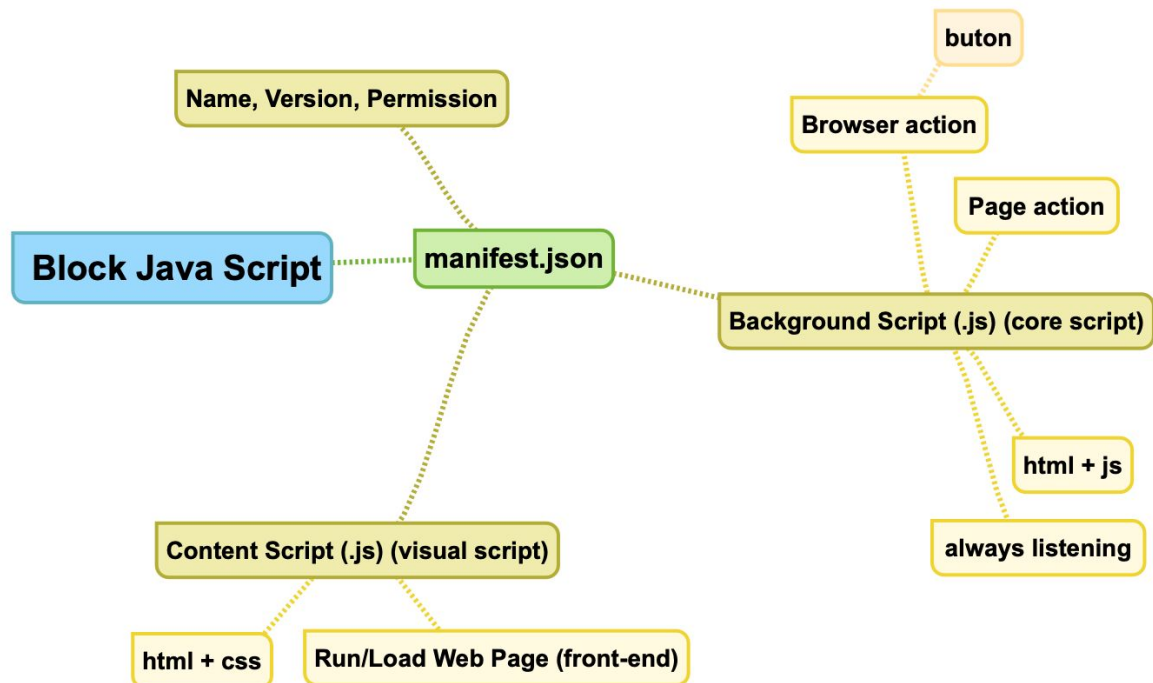 buton
Name, Version, Permission
Browser action
Page action
Block Java Script
manifest.json
Background Script (.js) (core script)
html + js
Content Script (.js) (visual script)
always listening
html + css
Run/Load Web Page (front-end)